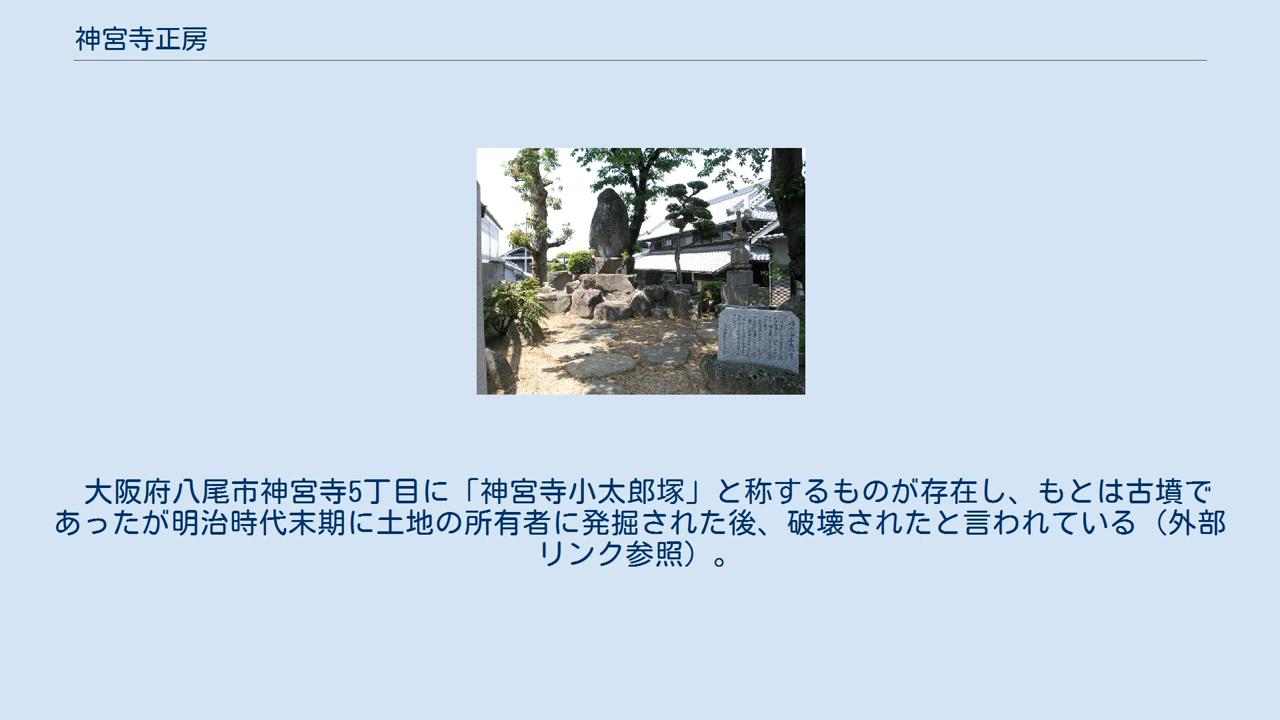 神宮寺正房
大阪府八尾市神宮寺5丁目に「神宮寺小太郎塚」と称するものが存在し、もとは古墳で
あったが明治時代末期に土地の所有者に発掘された後、破壊されたと言われている（外部
リンク参照）。